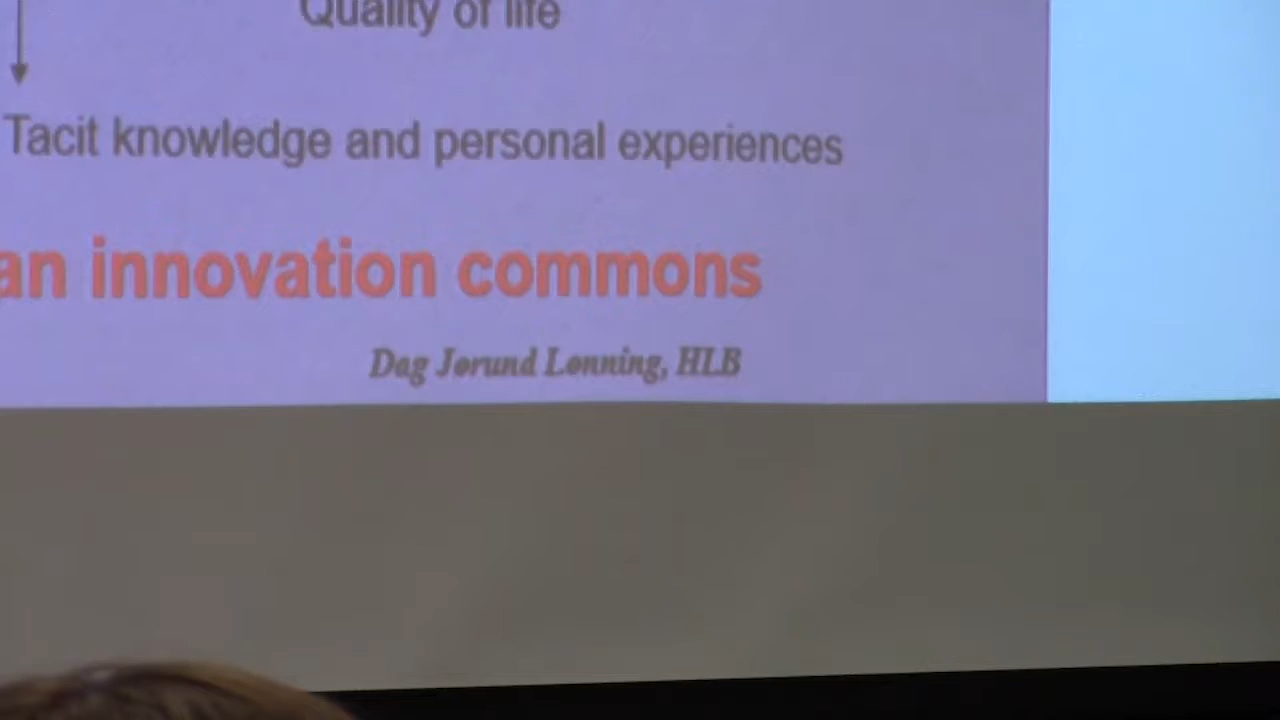 Quality of life
Tacit knowledge and personal experiences
an innovation commons
Dag Jørund Lønning, HLB